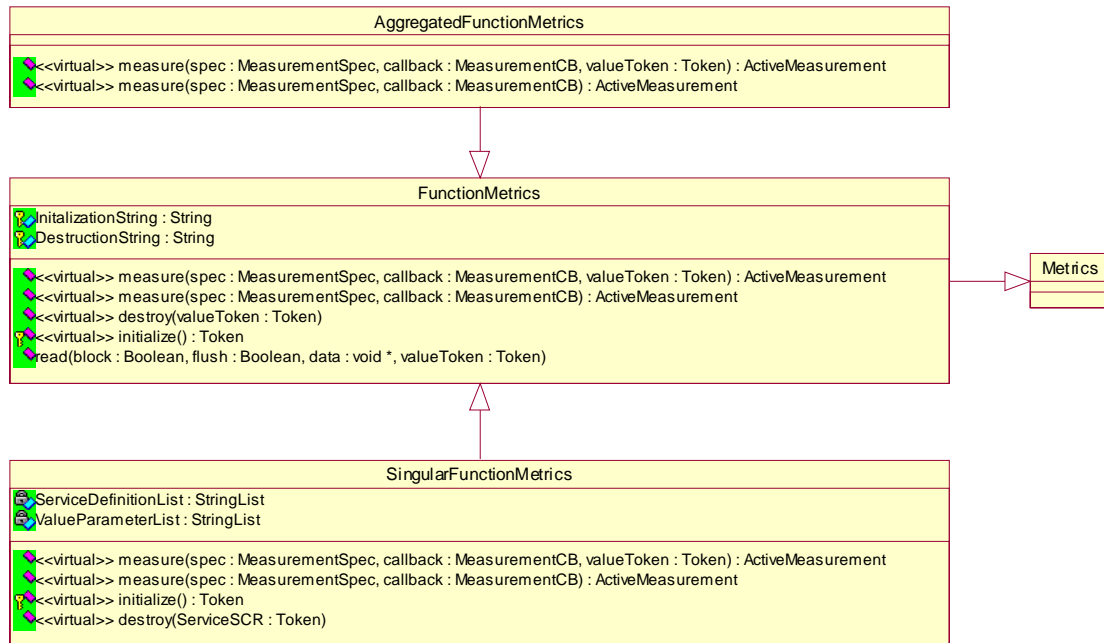 AggregatedFunctionMetrics
<<virtual>> measure(spec : MeasurementSpec, callback : MeasurementCB, valueToken : Token) : ActiveMeasurement
<<virtual>> measure(spec : MeasurementSpec, callback : MeasurementCB) : ActiveMeasurement
FunctionMetrics
InitalizationString : String
DestructionString : String
<<virtual>> measure(spec : MeasurementSpec, callback : MeasurementCB, valueToken : Token) : ActiveMeasurement
<<virtual>> measure(spec : MeasurementSpec, callback : MeasurementCB) : ActiveMeasurement
<<virtual>> destroy(valueToken : Token)
<<virtual>> initialize() : Token
read(block : Boolean, flush : Boolean, data : void *, valueToken : Token)
Metrics
SingularFunctionMetrics
ServiceDefinitionList : StringList
ValueParameterList : StringList
<<virtual>> measure(spec : MeasurementSpec, callback : MeasurementCB, valueToken : Token) : ActiveMeasurement
<<virtual>> measure(spec : MeasurementSpec, callback : MeasurementCB) : ActiveMeasurement
<<virtual>> initialize() : Token
<<virtual>> destroy(ServiceSCR : Token)